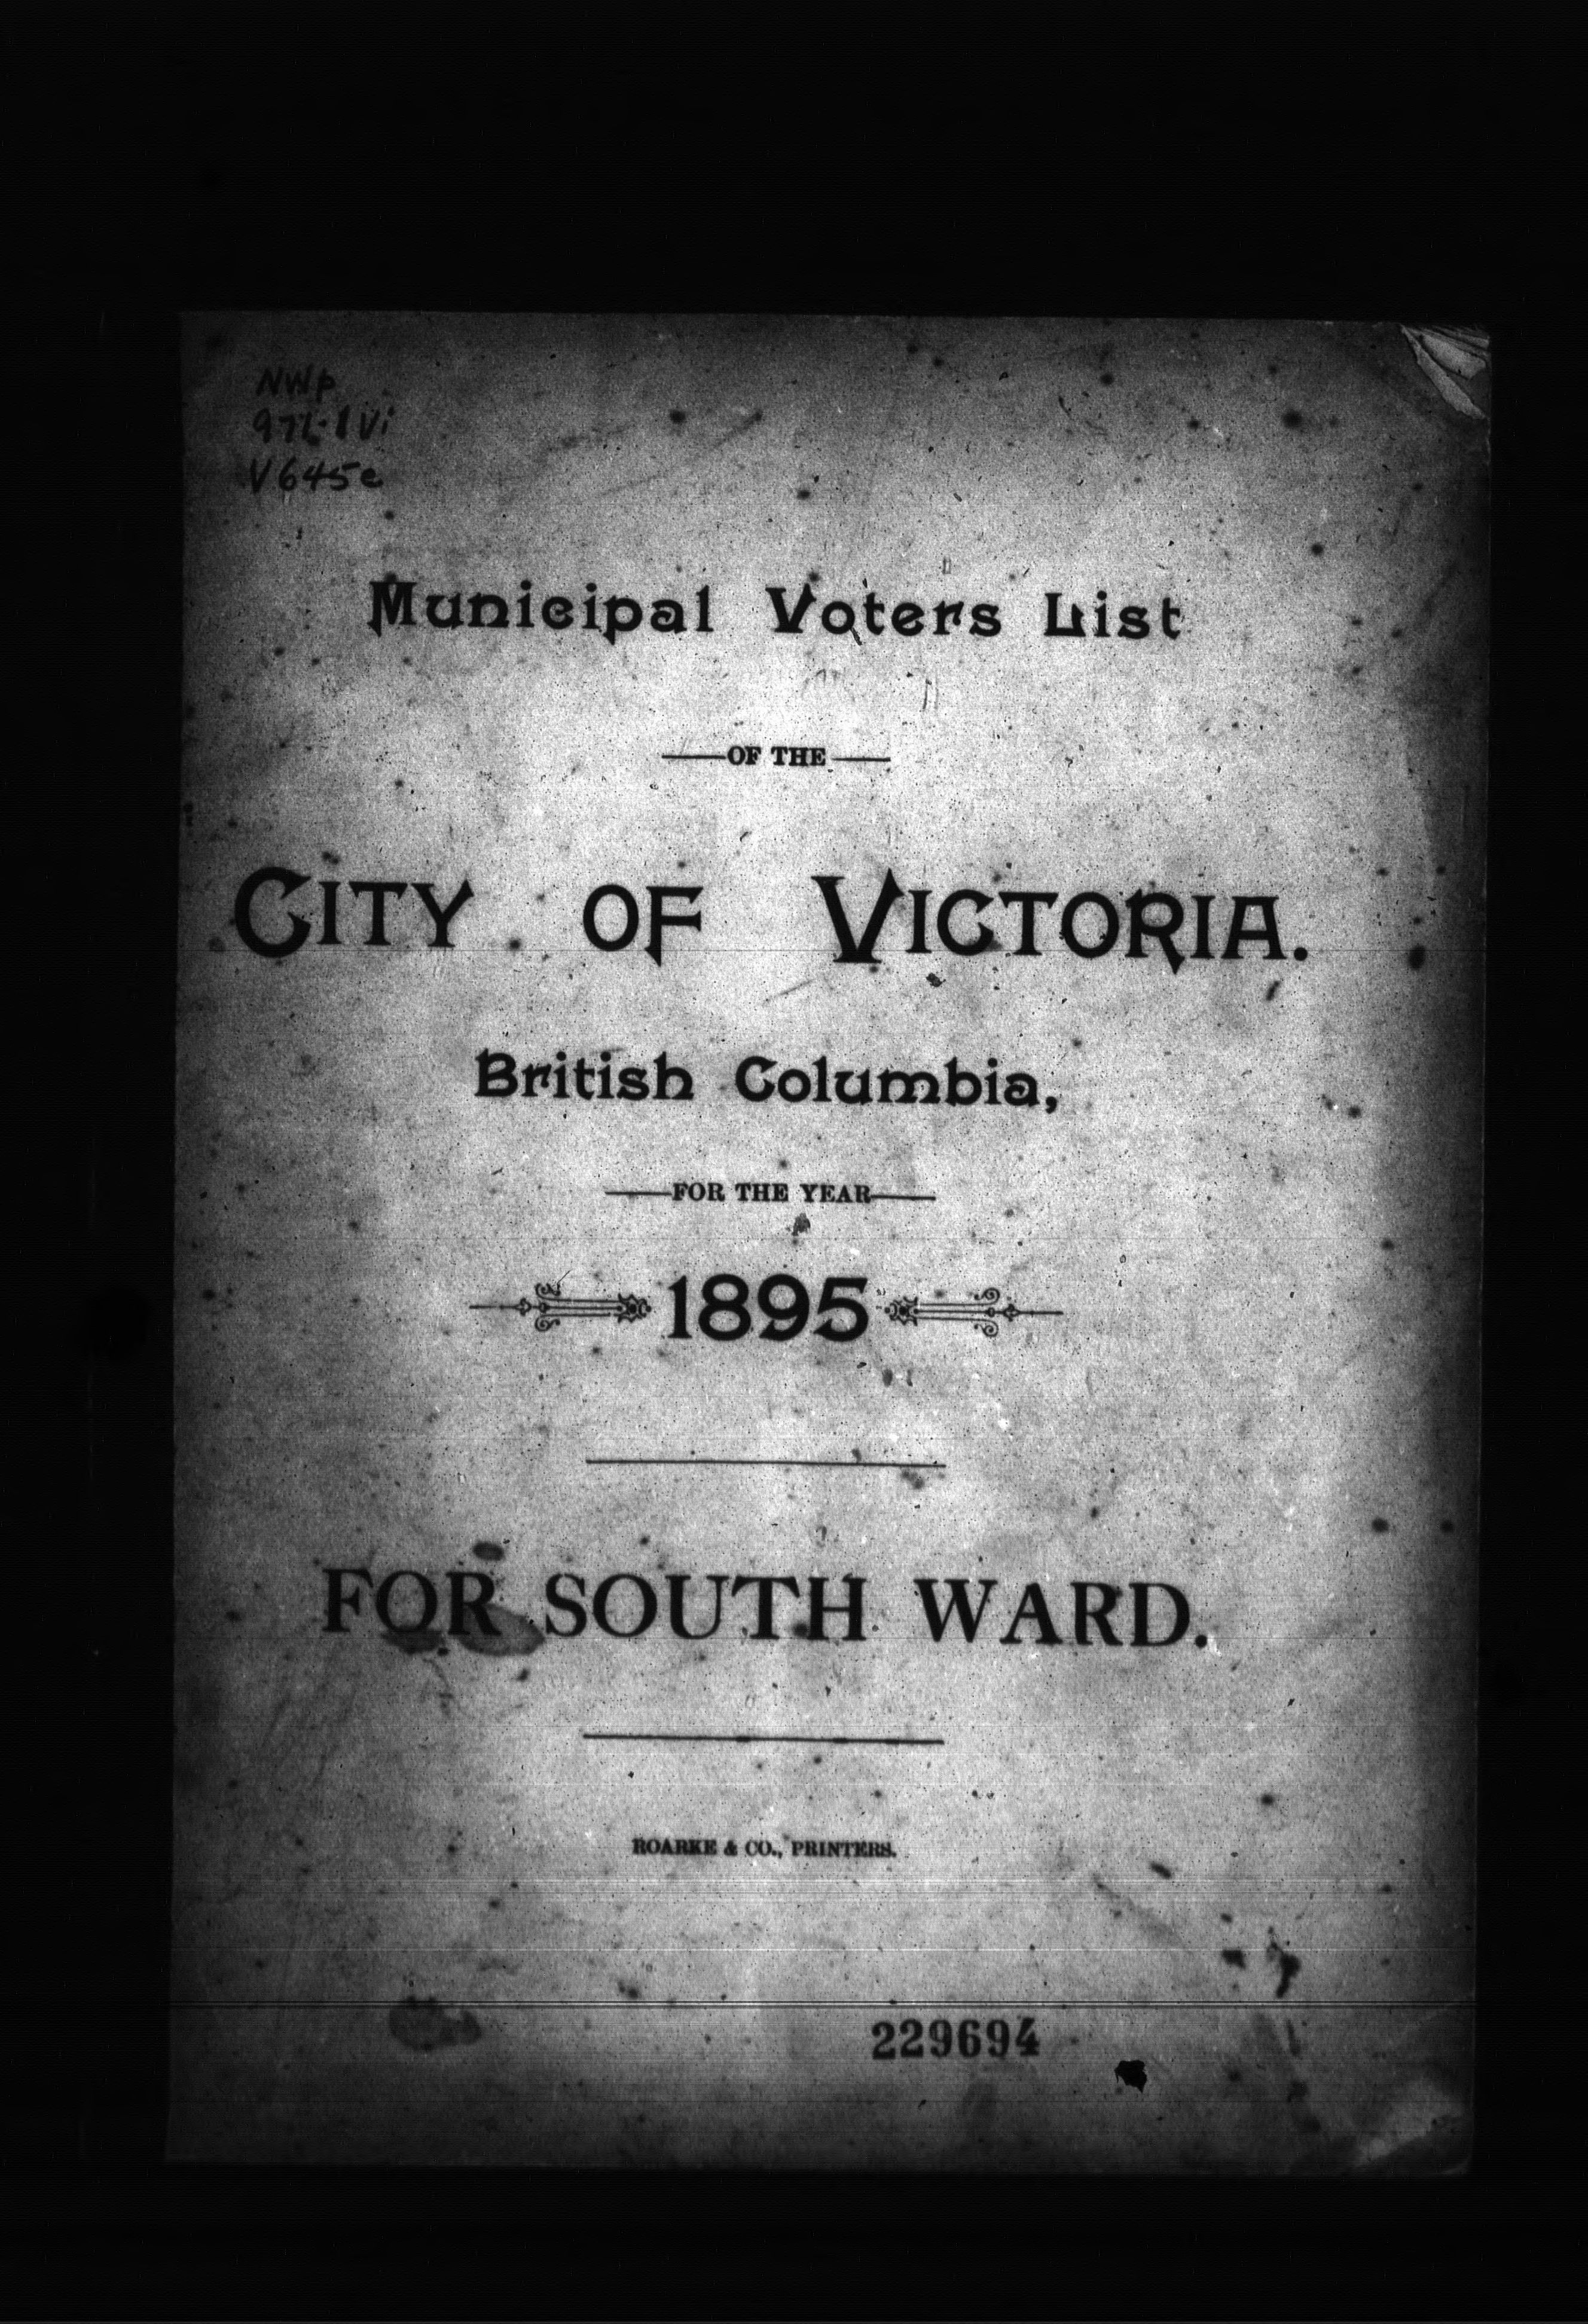 NWp
971.1Vi
V645e
Municipal Voters List
OF THE
CITY OF VICTORIA.
British Columbia,
FOR THE YEAR
1895
FOR SOUTH WARD.
ROARKE & CO., PRINTERS.
229694